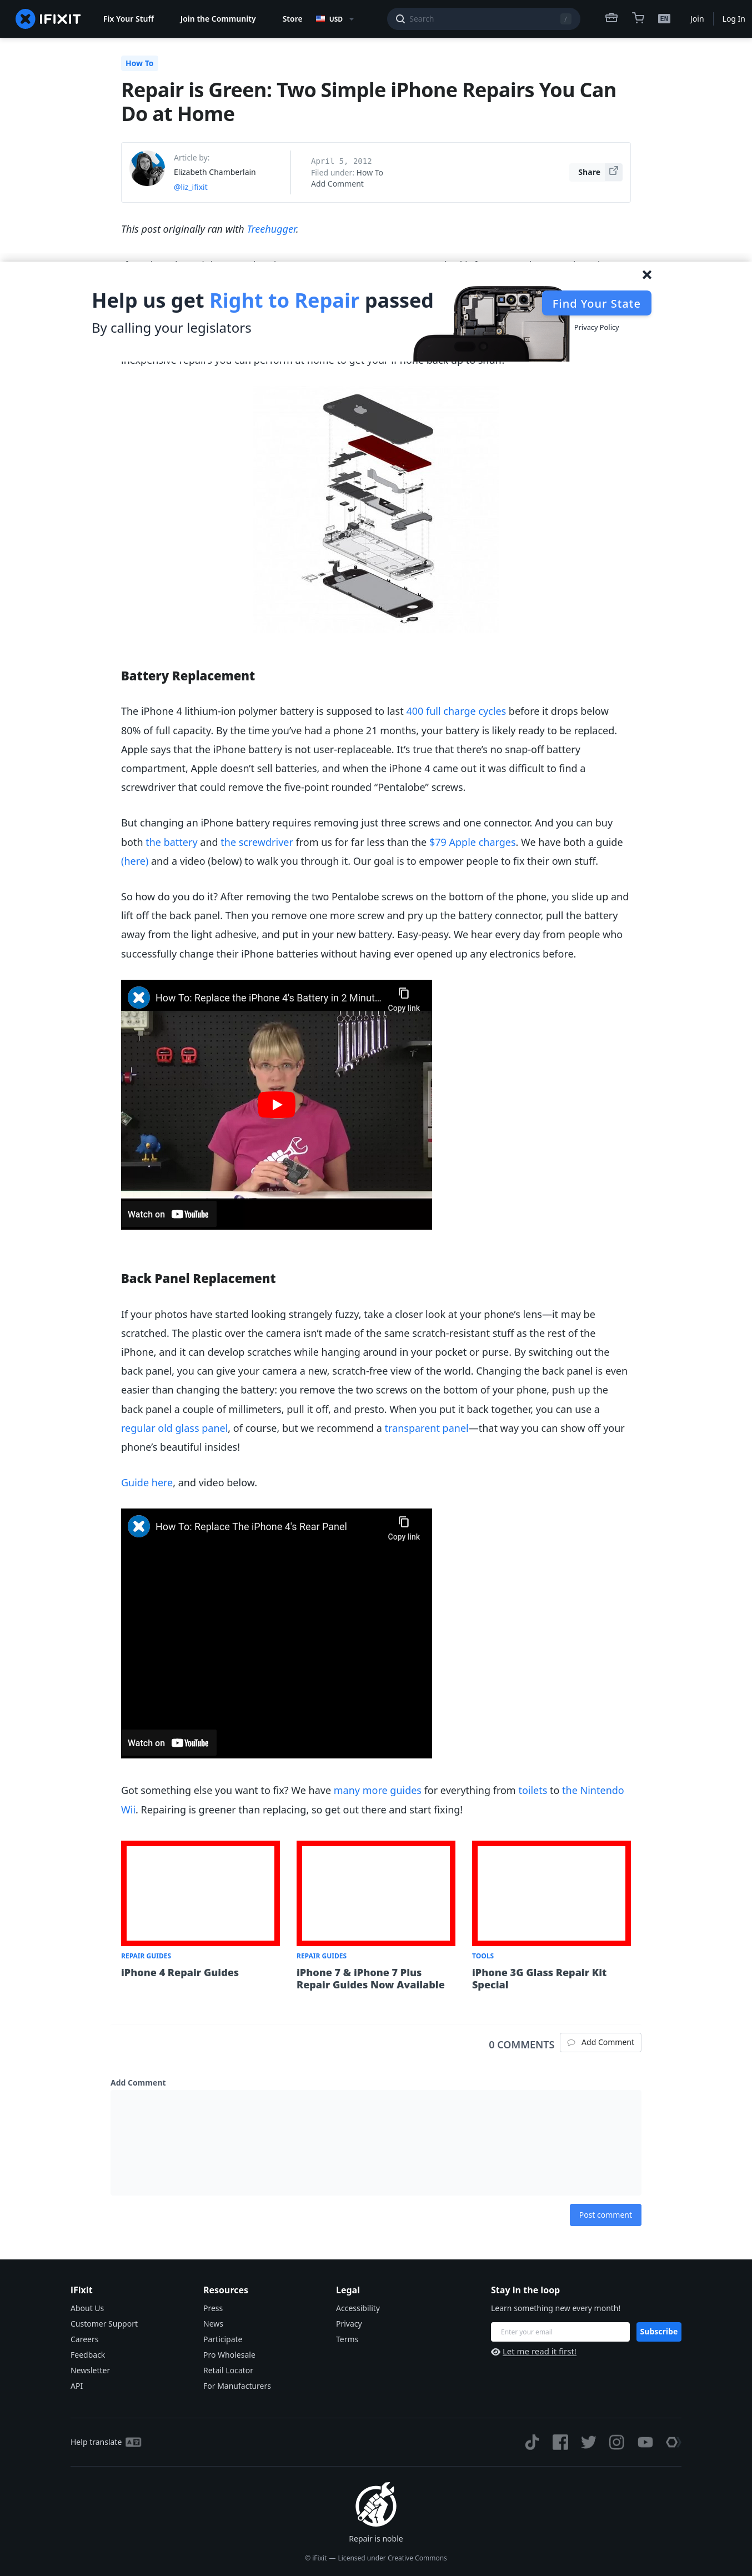 IFIXIT
Fix Your Stuff
Join the Community
Store
USD
Search
/
EN
Join
Log In
How To
Repair is Green: Two Simple iPhone Repairs You Can
Do at Home
Article by:
Elizabeth Chamberlain
@liz_ifixit
April 5, 2012
Filed under: How To
Add Comment
Share
This post originally ran with Treehugger.
Help us get Right to Repair passed
By calling your legislators
Find Your State
Privacy Policy
Battery Replacement
The iPhone 4 lithium-ion polymer battery is supposed to last 400 full charge cycles before it drops below
80% of full capacity. By the time you've had a phone 21 months, your battery is likely ready to be replaced.
Apple says that the iPhone battery is not user-replaceable. It's true that there's no snap-off battery
compartment, Apple doesn't sell batteries, and when the iPhone 4 came out it was difficult to find a
screwdriver that could remove the five-point rounded "Pentalobe" screws.
But changing an iPhone battery requires removing just three screws and one connector. And you can buy
both the battery and the screwdriver from us for far less than the $79 Apple charges. We have both a guide
(here) and a video (below) to walk you through it. Our goal is to empower people to fix their own stuff.
So how do you do it? After removing the two Pentalobe screws on the bottom of the phone, you slide up and
lift off the back panel. Then you remove one more screw and pry up the battery connector, pull the battery
away from the light adhesive, and put in your new battery. Easy-peasy. We hear every day from people who
successfully change their iPhone batteries without having ever opened up any electronics before.
How To: Replace the iPhone 4's Battery in 2 Minut...
Copy link
Watch on YouTube
Back Panel Replacement
If your photos have started looking strangely fuzzy, take a closer look at your phone's lens—it may be
scratched. The plastic over the camera isn't made of the same scratch-resistant stuff as the rest of the
iPhone, and it can develop scratches while hanging around in your pocket or purse. By switching out the
back panel, you can give your camera a new, scratch-free view of the world. Changing the back panel is even
easier than changing the battery: you remove the two screws on the bottom of your phone, push up the
back panel a couple of millimeters, pull it off, and presto. When you put it back together, you can use a
regular old glass panel, of course, but we recommend a transparent panel—that way you can show off your
phone's beautiful insides!
Guide here, and video below.
How To: Replace The iPhone 4's Rear Panel
Copy link
Watch on YouTube
Got something else you want to fix? We have many more guides for everything from toilets to the Nintendo
Wii. Repairing is greener than replacing, so get out there and start fixing!
REPAIR GUIDES
iPhone 4 Repair Guides
REPAIR GUIDES
iPhone 7 & iPhone 7 Plus
Repair Guides Now Available
TOOLS
iPhone 3G Glass Repair Kit
Special
0 COMMENTS
Add Comment
Add Comment
Post comment
iFixit
About Us
Customer Support
Careers
Feedback
Newsletter
API
Resources
Press
News
Participate
Pro Wholesale
Retail Locator
For Manufacturers
Legal
Accessibility
Privacy
Terms
Stay in the loop
Learn something new every month!
Enter your email
Subscribe
Let me read it first!
Help translate
Repair is noble
© iFixit — Licensed under Creative Commons